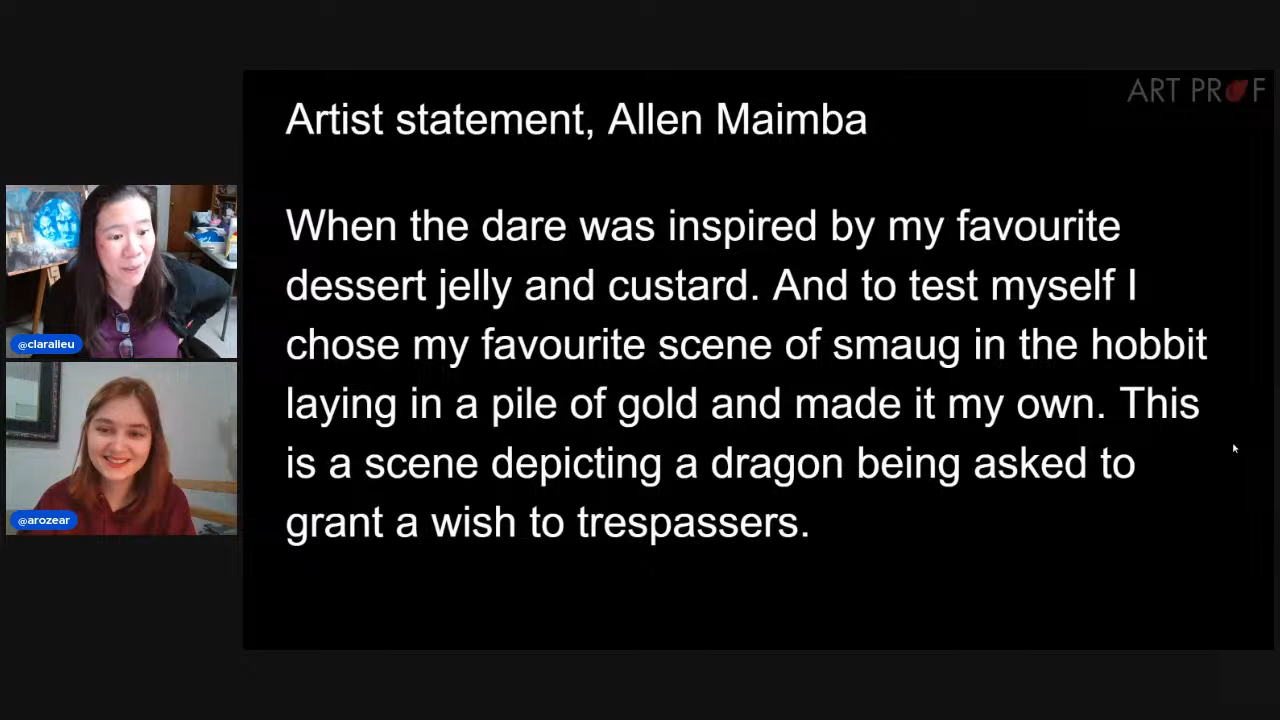 ART PROF
Artist statement, Allen Maimba
When the dare was inspired by my favourite
dessert jelly and custard. And to test myself I
chose my favourite scene of smaug in the hobbit
laying in a pile of gold and made it my own. This
is a scene depicting a dragon being asked to
grant a wish to trespassers.
@claralieu
@arozear